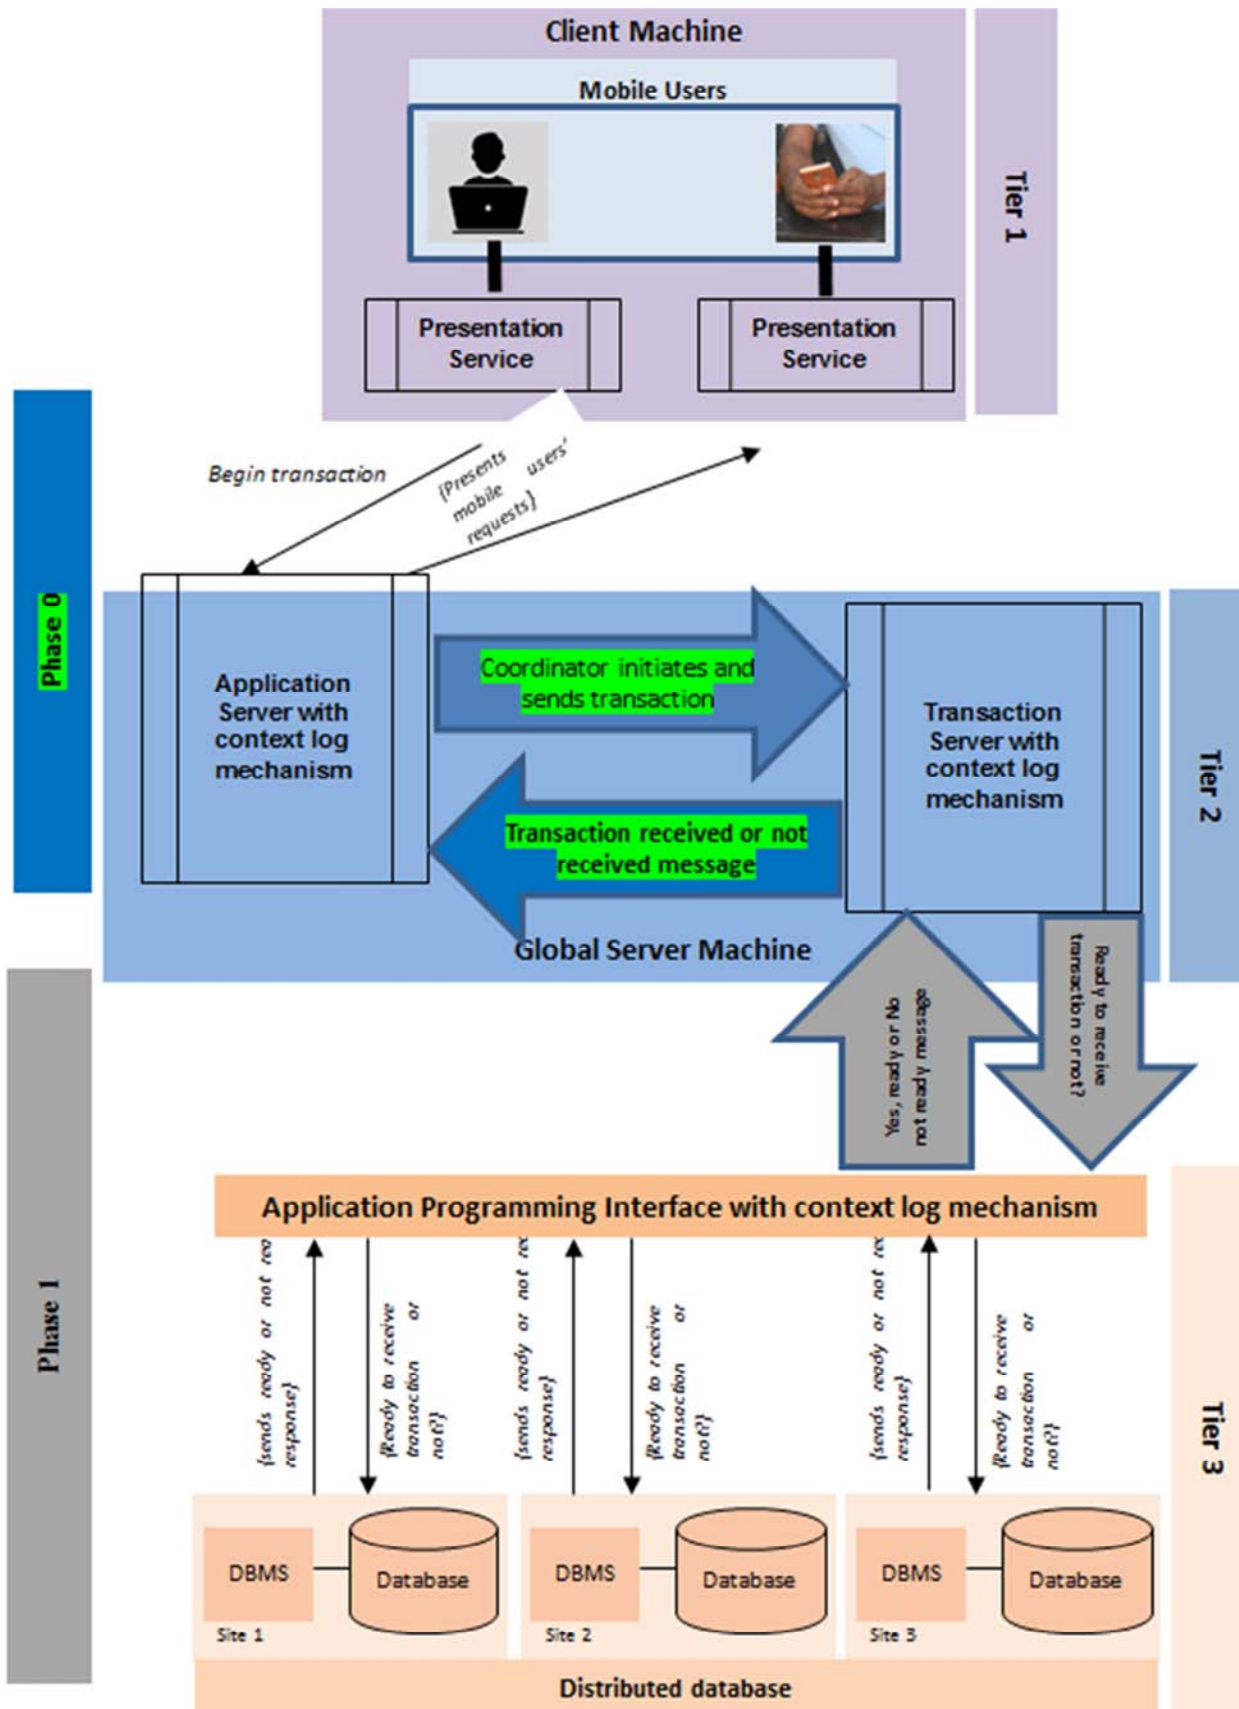 Client Machine
Mobile Users
Tier 1
Presentation
Service
Presentation
Service
Begin transaction
{Presents
mobile users'
requests}
Phase 0
Application
Server with
context log
mechanism
Coordinator initiates and
sends transaction
Transaction
Server with
context log
mechanism
Transaction received or not
received message
Tier 2
Global Server Machine
Yes, ready or No
not ready message
Ready to receive
transaction or not?
Phase 1
Application Programming Interface with context log mechanism
{sends ready or not rea
response}
{Ready to receive
transaction or
not?}
{sends ready or not rec
response}
{Ready to receive
transaction or
not?}
{sends ready or not rec
response}
{Ready to receive
transaction or
not?}
Tier 3
DBMS
Database
Site 1
DBMS
Database
Site 2
DBMS
Database
Site 3
Distributed database